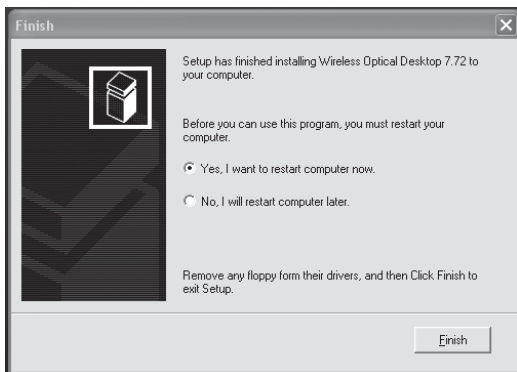 Finish
Setup has finished installing Wireless Optical Desktop 7.72 to
your computer.
Before you can use this program, you must restart your
computer.
Yes, I want to restart computer now.
No, I will restart computer later.
Remove any floppy form their drivers, and then Click Finish to
exit Setup.
Finish